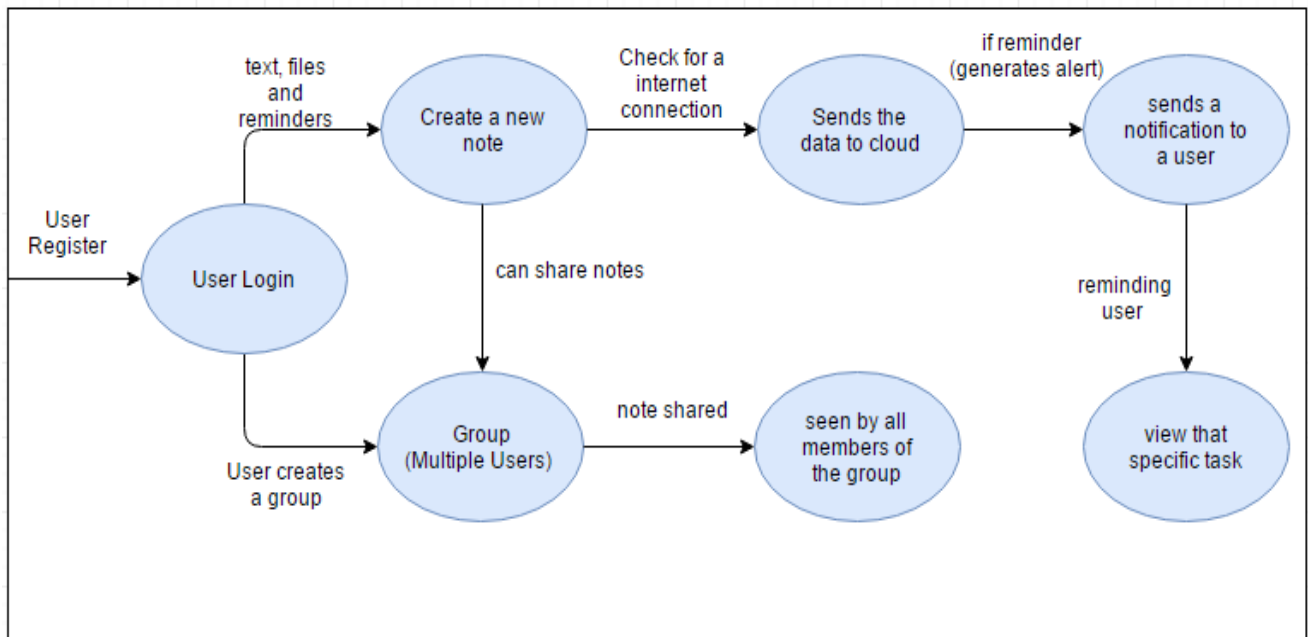 text, files
and
reminders
Create a new
note
Check for a
internet
connection
Sends the
data to cloud
if reminder
(generates alert)
sends a
notification to
a user
User
Register
User Login
can share notes
reminding
user
User creates
a group
Group
(Multiple Users)
note shared
seen by all
members of
the group
view that
specific task